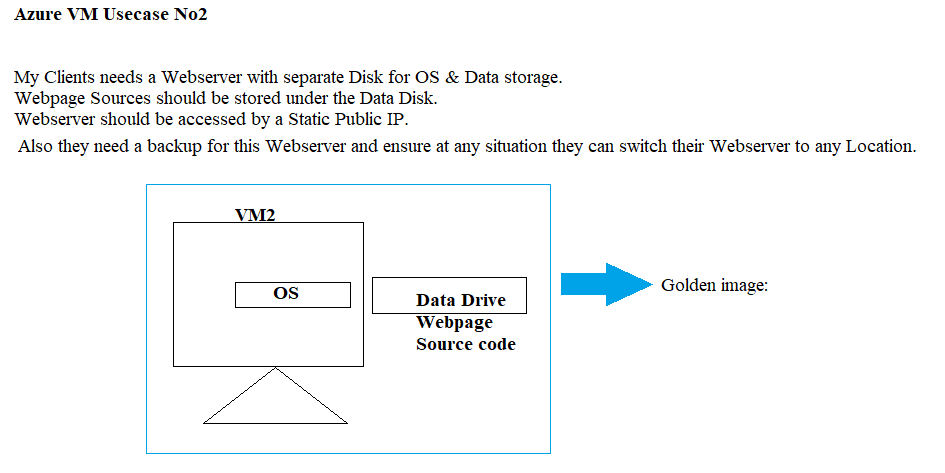 Azure VM Usecase No2
My Clients needs a Webserver with separate Disk for OS & Data storage.
Webpage Sources should be stored under the Data Disk.
Webserver should be accessed by a Static Public IP.
Also they need a backup for this Webserver and ensure at any situation they can switch their Webserver to any Location.
VM2
OS
Data Drive
Webpage
Source code
Golden image: